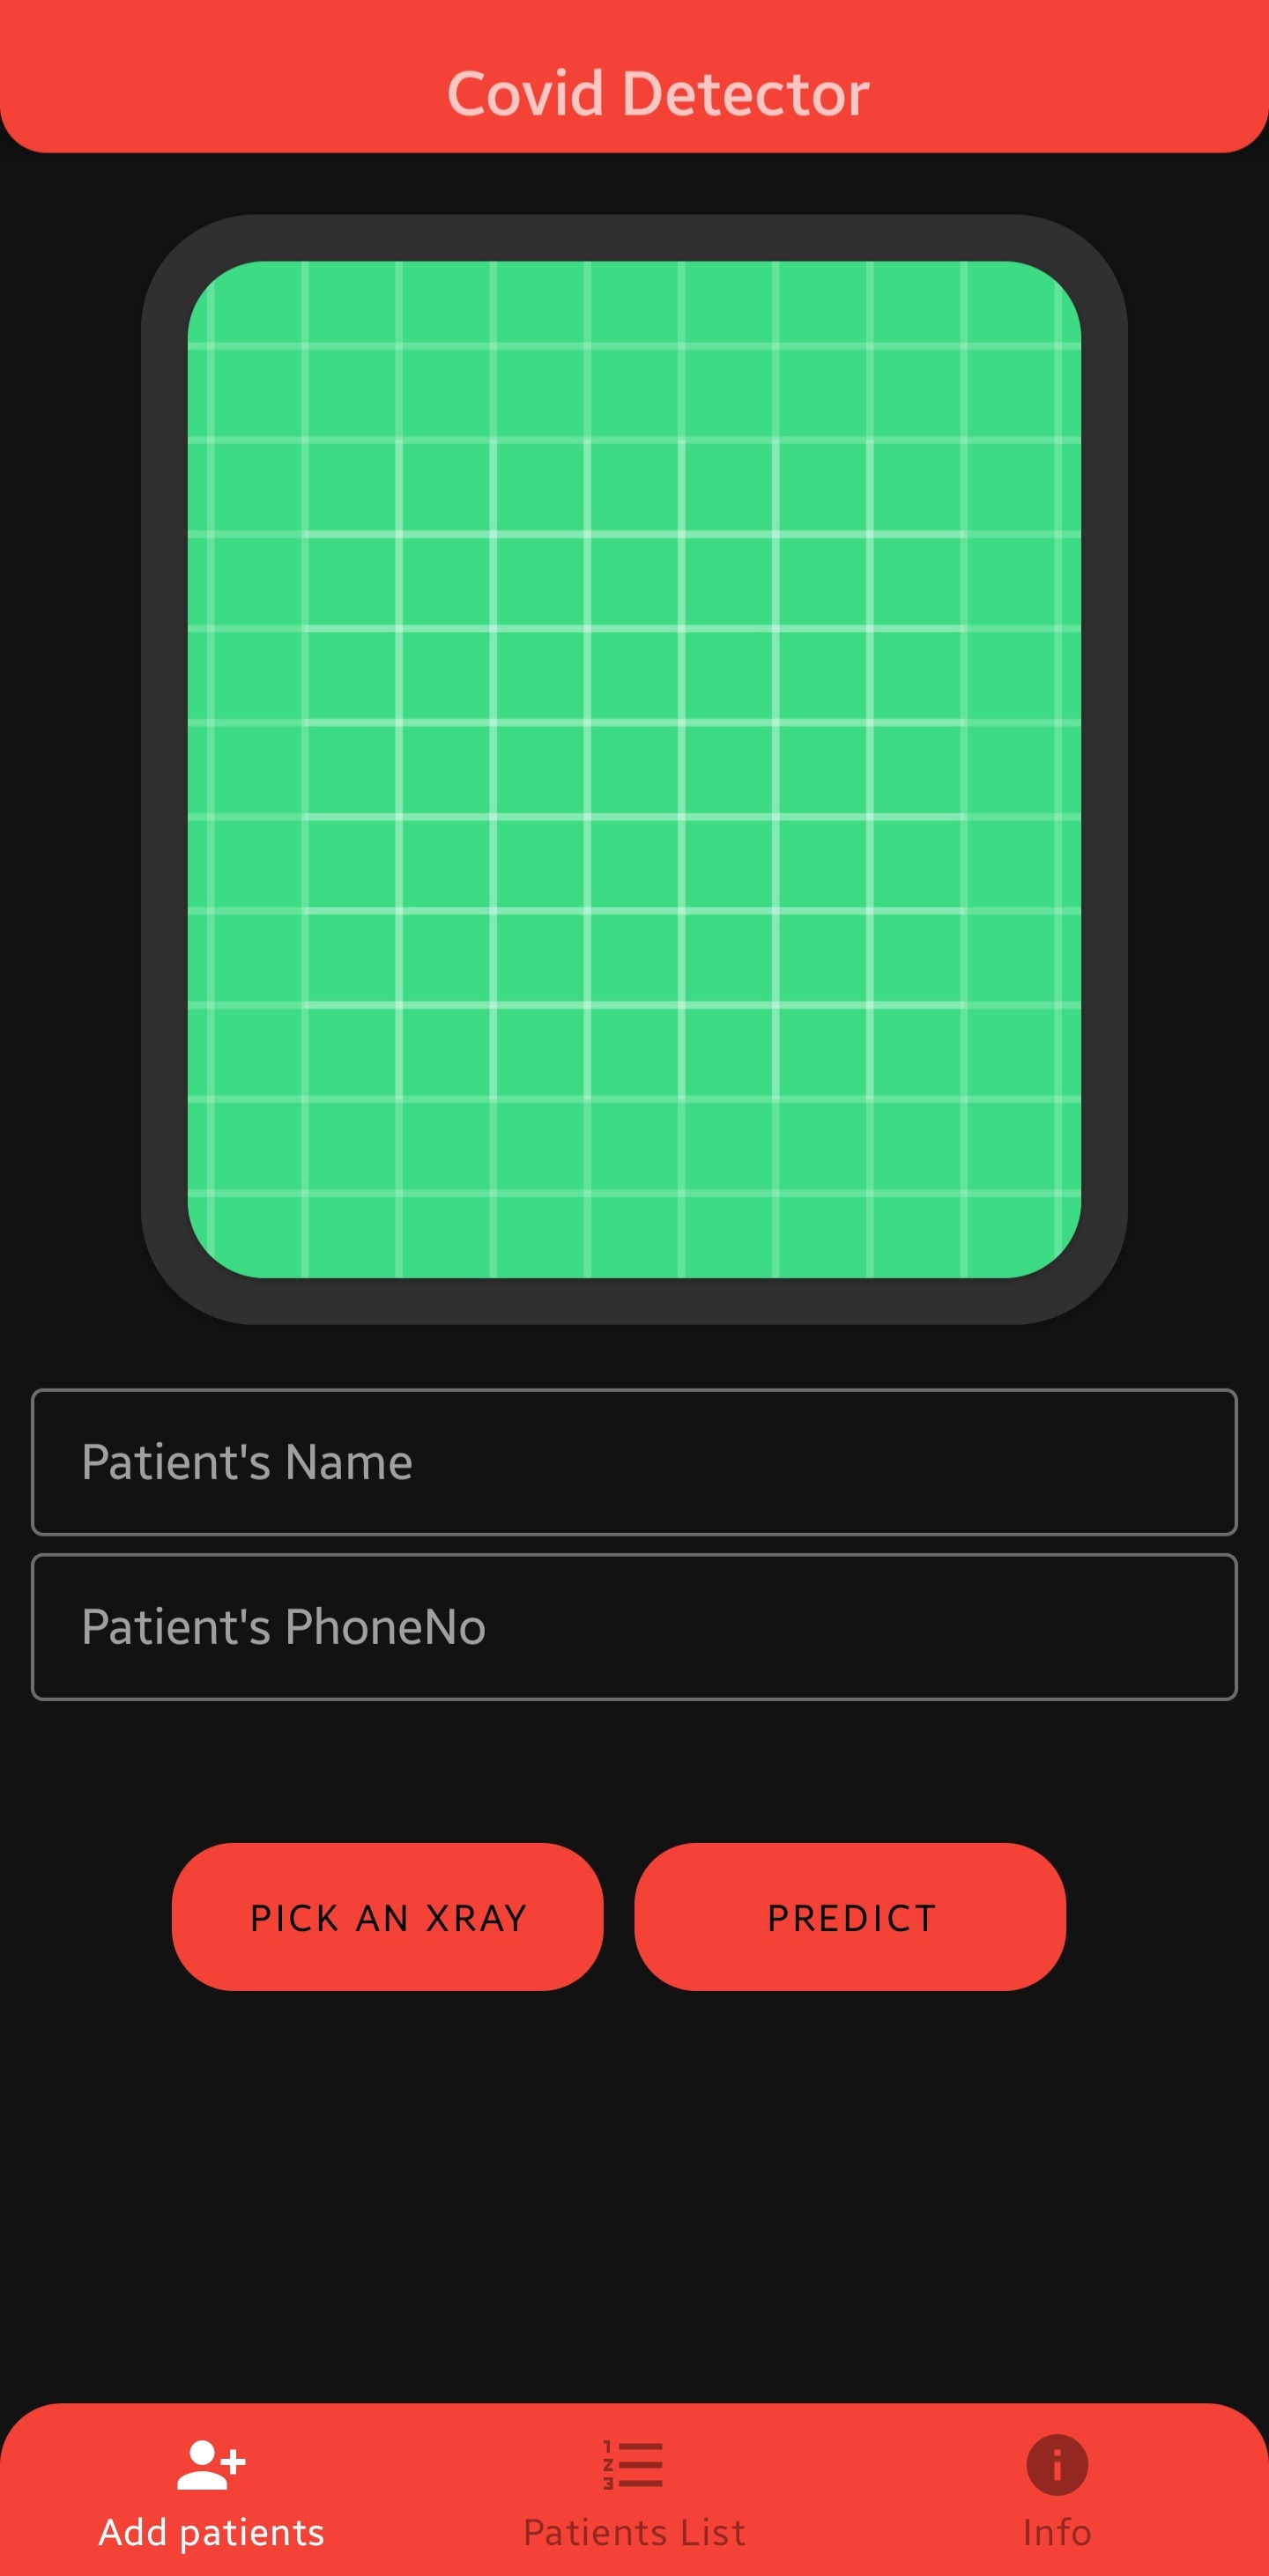 Covid Detector
Patient's Name
Patient's PhoneNo
PICK AN XRAY
PREDICT
Add patients
Patients List
Info